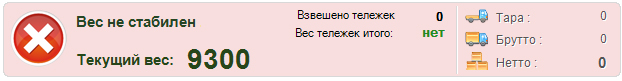 Вес не стабилен
Текущий вес: 9300
Взвешено тележек 0
Вес тележек итого: нет
Тара : 0
Брутто : 0
Нетто : 0